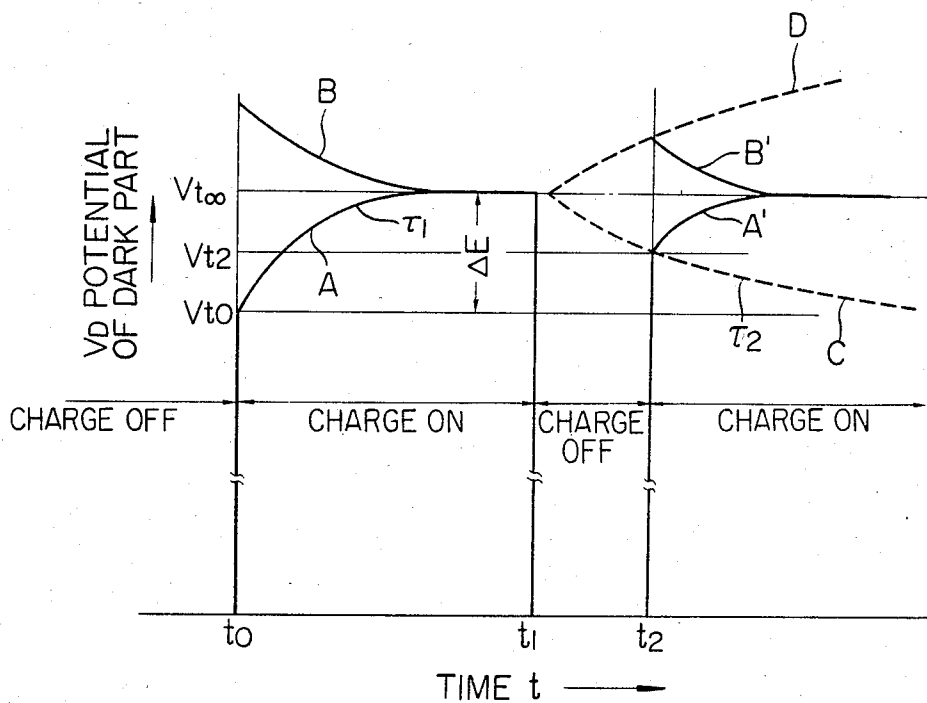 D
B
B'
Vt∞
τ1
A'
Vt2
ΔE
A
Vt0
τ2
C
VD POTENTIAL
OF DARK PART
CHARGE OFF
CHARGE ON
CHARGE
OFF
CHARGE ON
t0
t1
t2
TIME t